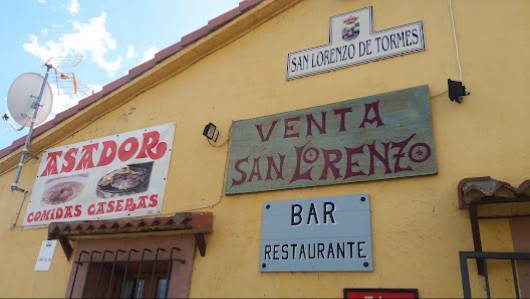 SAN LORENZO DE TORMES
ASADOR
COMIDAS CASERAS
VENTA
SAN LORENZO
BAR
RESTAURANTE